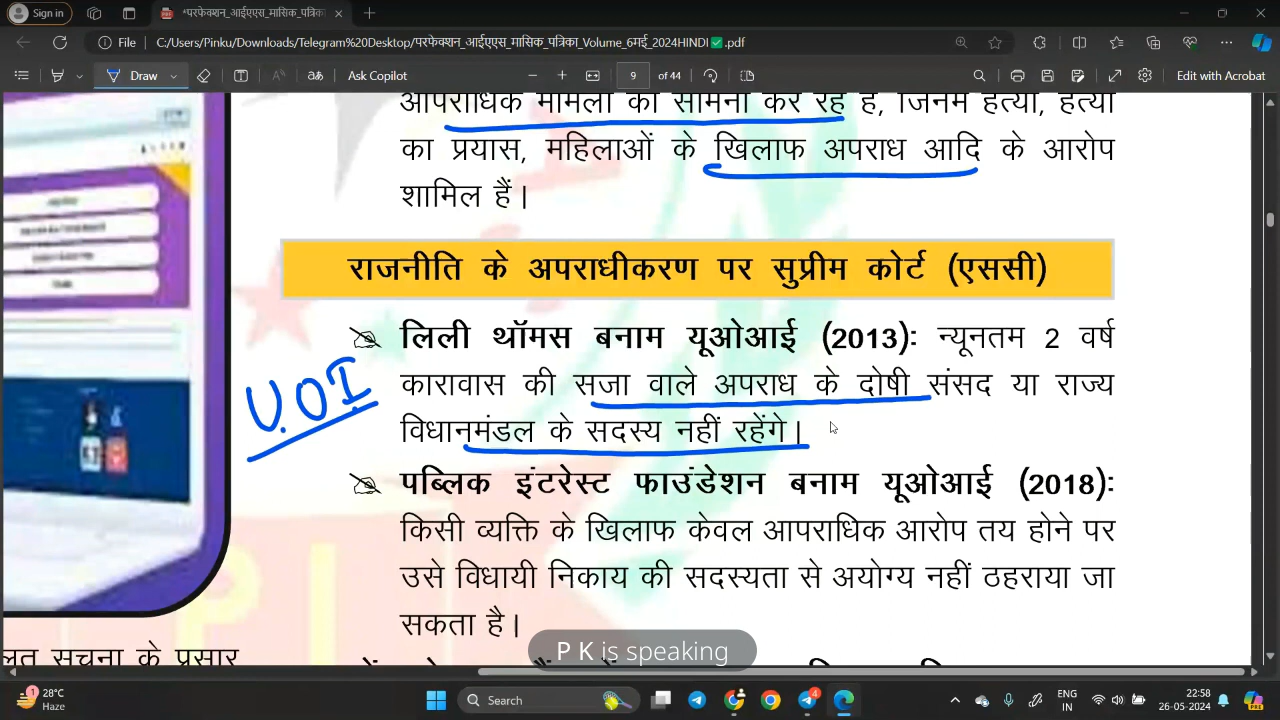 Sign in
*परफेक्शन_आईएएस_मासिक_पत्रिका
File C:/Users/Pinku/Downloads/Telegram%20Desktop/परफेक्शन_आईएएस_मासिक_पत्रिका_Volume_6मई_2024HINDI✅.pdf
Draw Ask Copilot 9 of 44 Edit with Acrobat
आपराधिक मामलों का सामना कर रहे हैं, जिनमें हत्या, हत्या
का प्रयास, महिलाओं के खिलाफ अपराध आदि के आरोप
शामिल हैं।
राजनीति के अपराधीकरण पर सुप्रीम कोर्ट (एससी)
लिली थॉमस बनाम यूओआई (2013): न्यूनतम 2 वर्ष
कारावास की सजा वाले अपराध के दोषी संसद या राज्य
U.O.I
विधानमंडल के सदस्य नहीं रहेंगे।
पब्लिक इंटरेस्ट फाउंडेशन बनाम यूओआई (2018):
किसी व्यक्ति के खिलाफ केवल आपराधिक आरोप तय होने पर
उसे विधायी निकाय की सदस्यता से अयोग्य नहीं ठहराया जा
सकता है।
P K is speaking
सूचना के प्रसार
28°C
Haze
Search
ENG
IN
22:58
26-05-2024